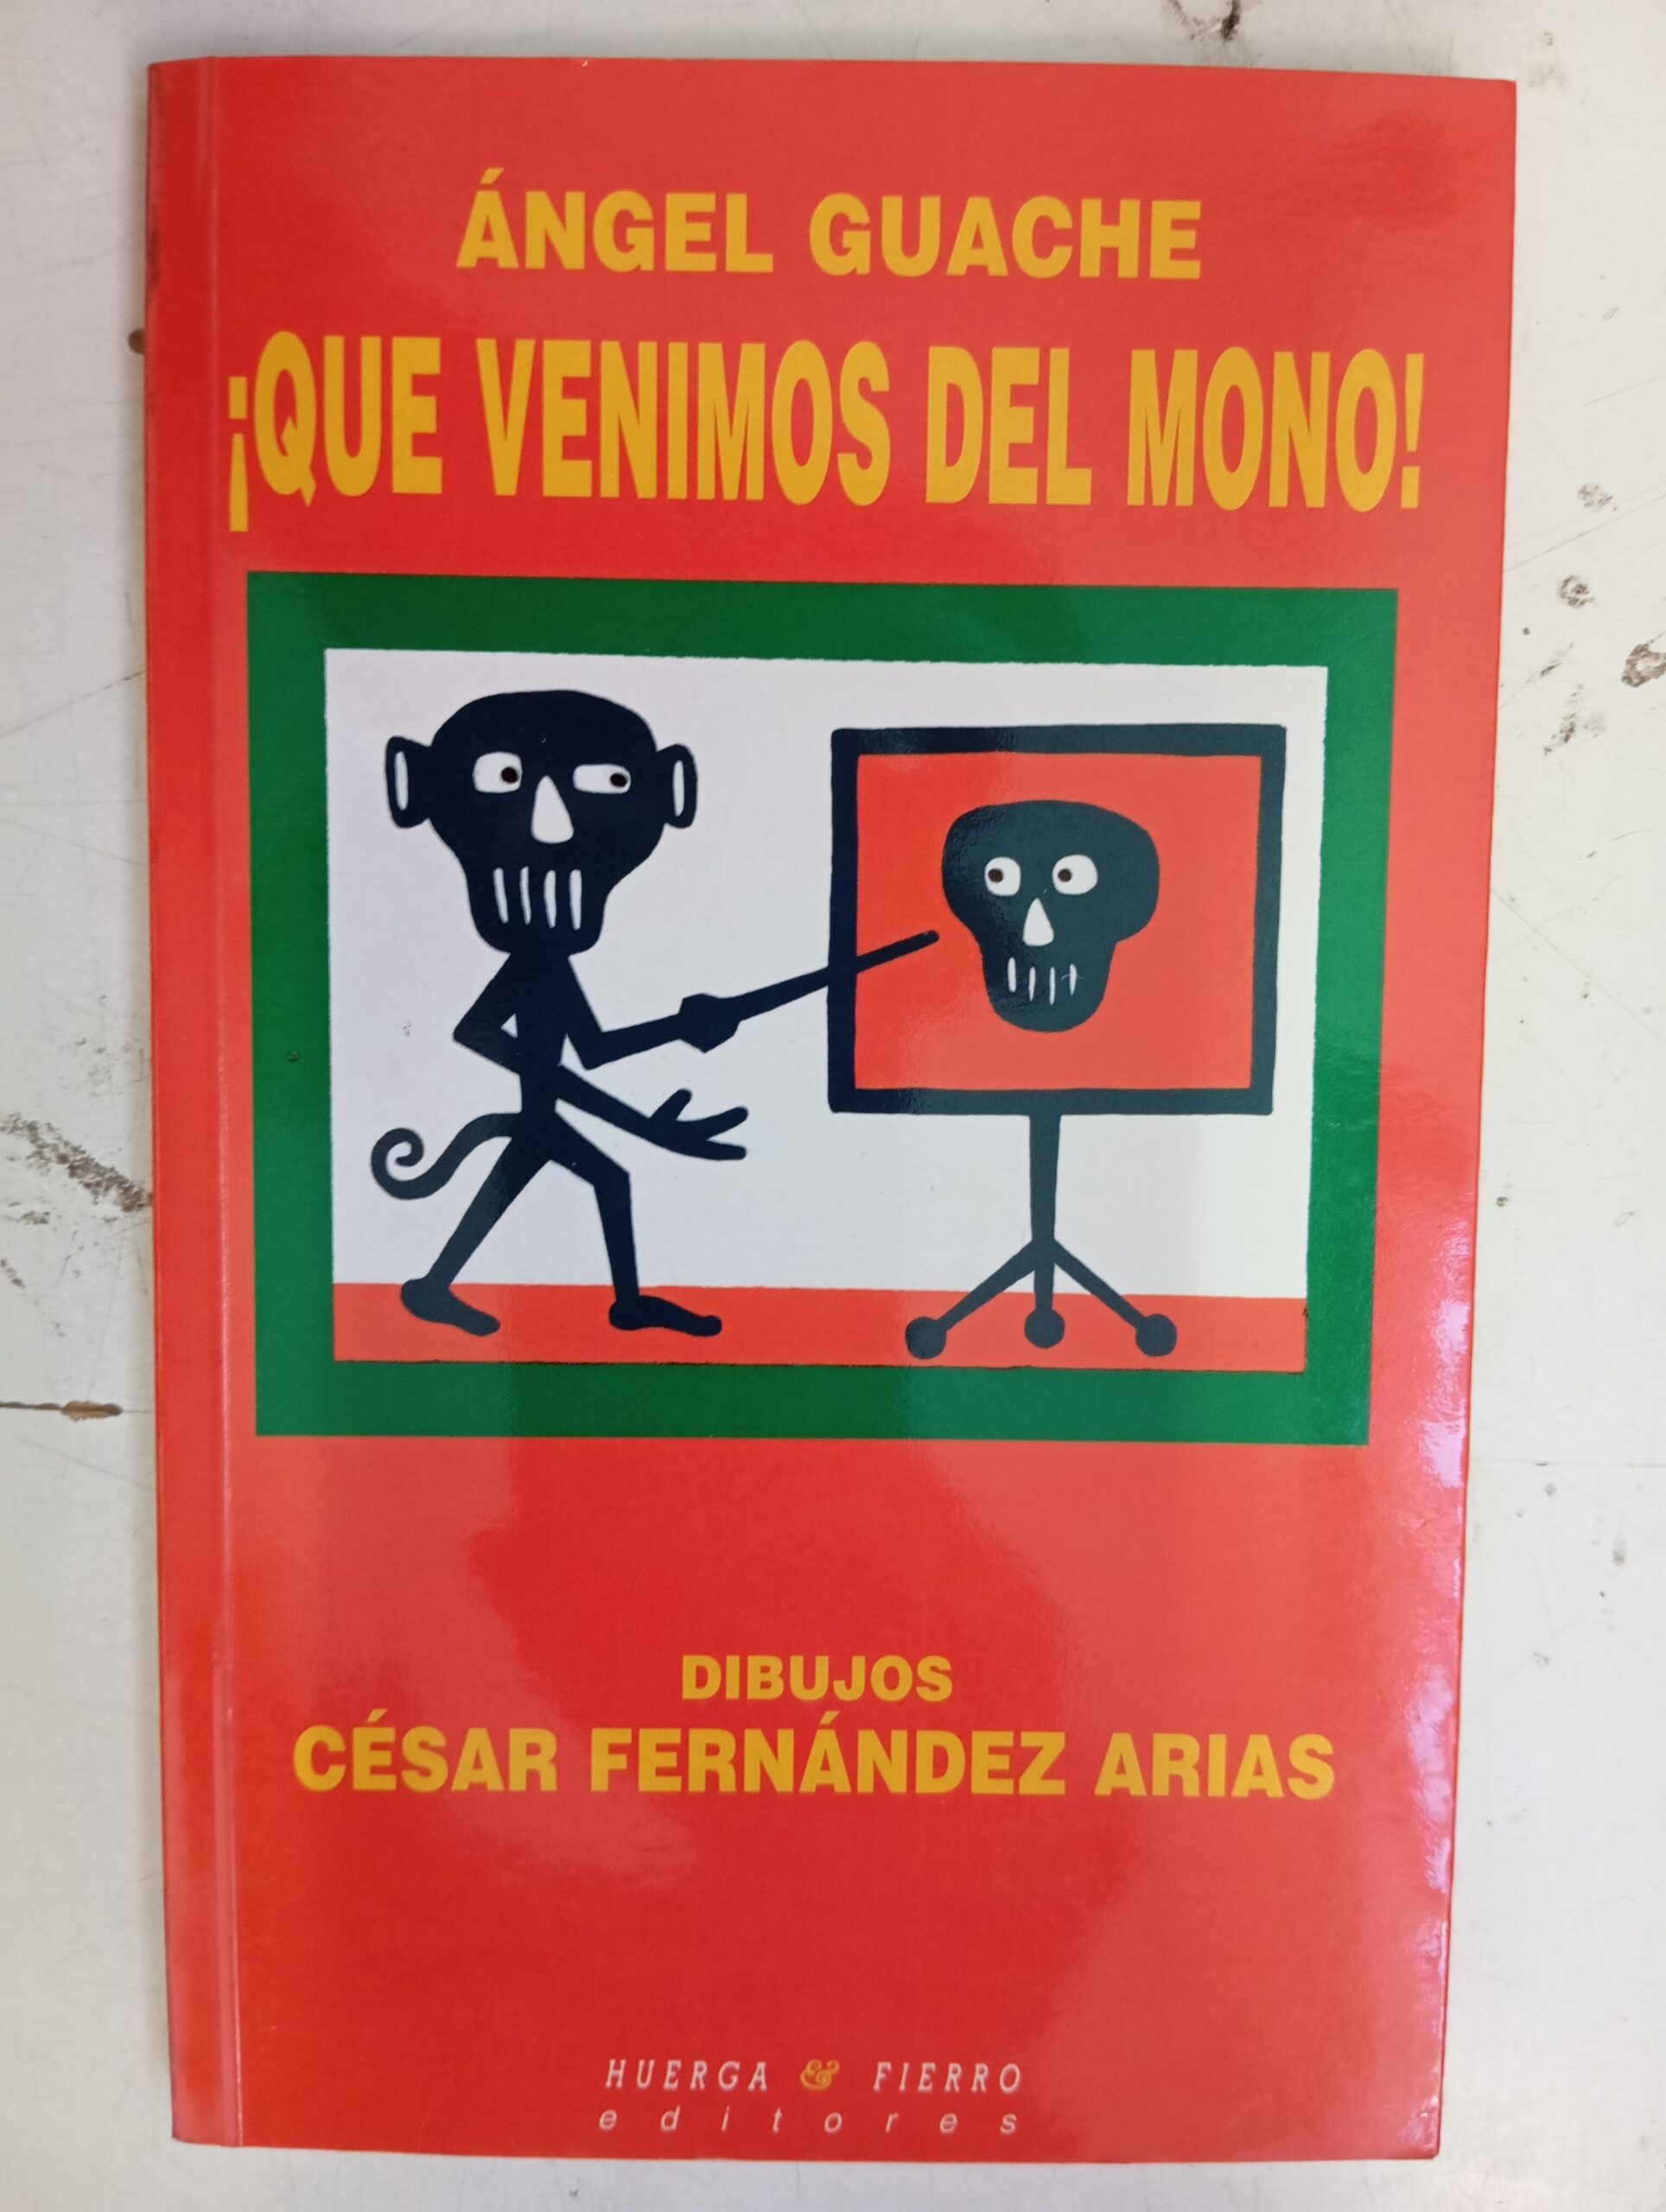 ÁNGEL GUACHE
¡QUE VENIMOS DEL MONO!
DIBUJOS
CÉSAR FERNÁNDEZ ARIAS
HUERGA & FIERRO
editores